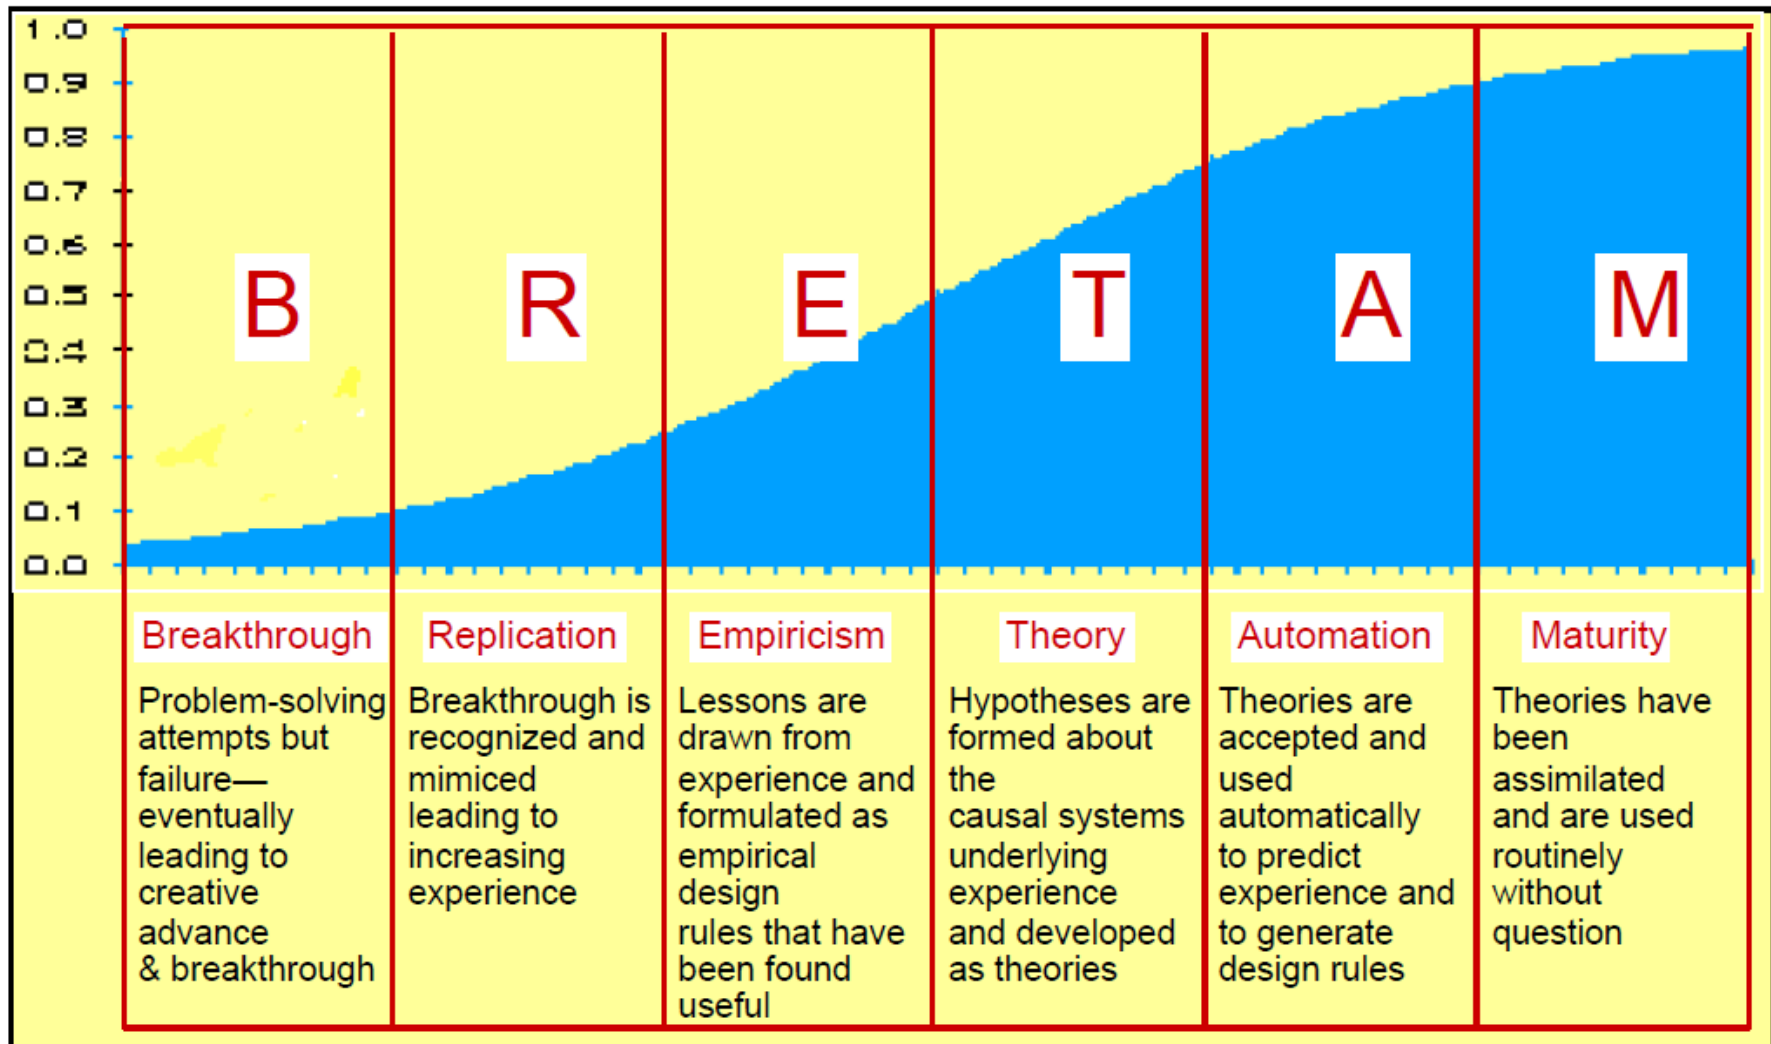 1.0
0.9
0.8
0.7
0.6
0.5
0.4
0.3
0.2
0.1
0.0
B
R
E
T
A
M
Breakthrough
Problem-solving
attempts but
failure—
eventually
leading to
creative
advance
& breakthrough
Replication
Breakthrough is
recognized and
mimiced
leading to
increasing
experience
Empiricism
Lessons are
drawn from
experience and
formulated as
empirical
design
rules that have
been found
useful
Theory
Hypotheses are
formed about
the
causal systems
underlying
experience
and developed
as theories
Automation
Theories are
accepted and
used
automatically
to predict
experience and
to generate
design rules
Maturity
Theories have
been
assimilated
and are used
routinely
without
question